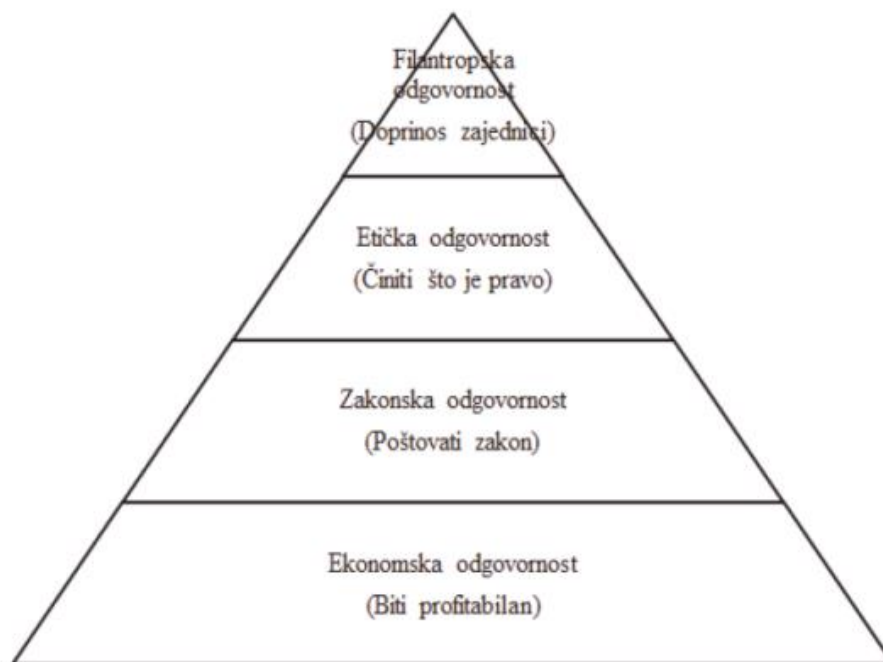 Filantropska
odgovornost
(Doprinos zajednici)
Etička odgovornost
(Činiti što je pravo)
Zakonska odgovornost
(Poštovati zakon)
Ekonomska odgovornost
(Biti profitabilan)